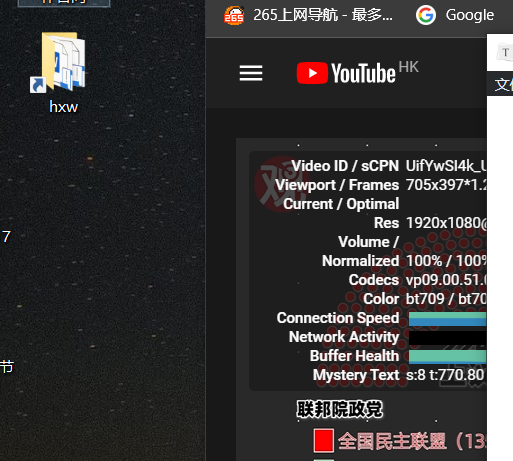 265上网导航 - 最多...
Google
hxw
YouTube HK
T
文
Video ID / sCPN UifYwSI4k_
Viewport / Frames 705x397*1.2
Current / Optimal
Res 1920x1080@
7
Volume /
Normalized 100% / 100%
Codecs vp09.00.51.0
Color bt709 / bt70
Connection Speed
Network Activity
Buffer Health
节
Mystery Text s:8 t:770.80
联邦院政党
全国民主联盟（13